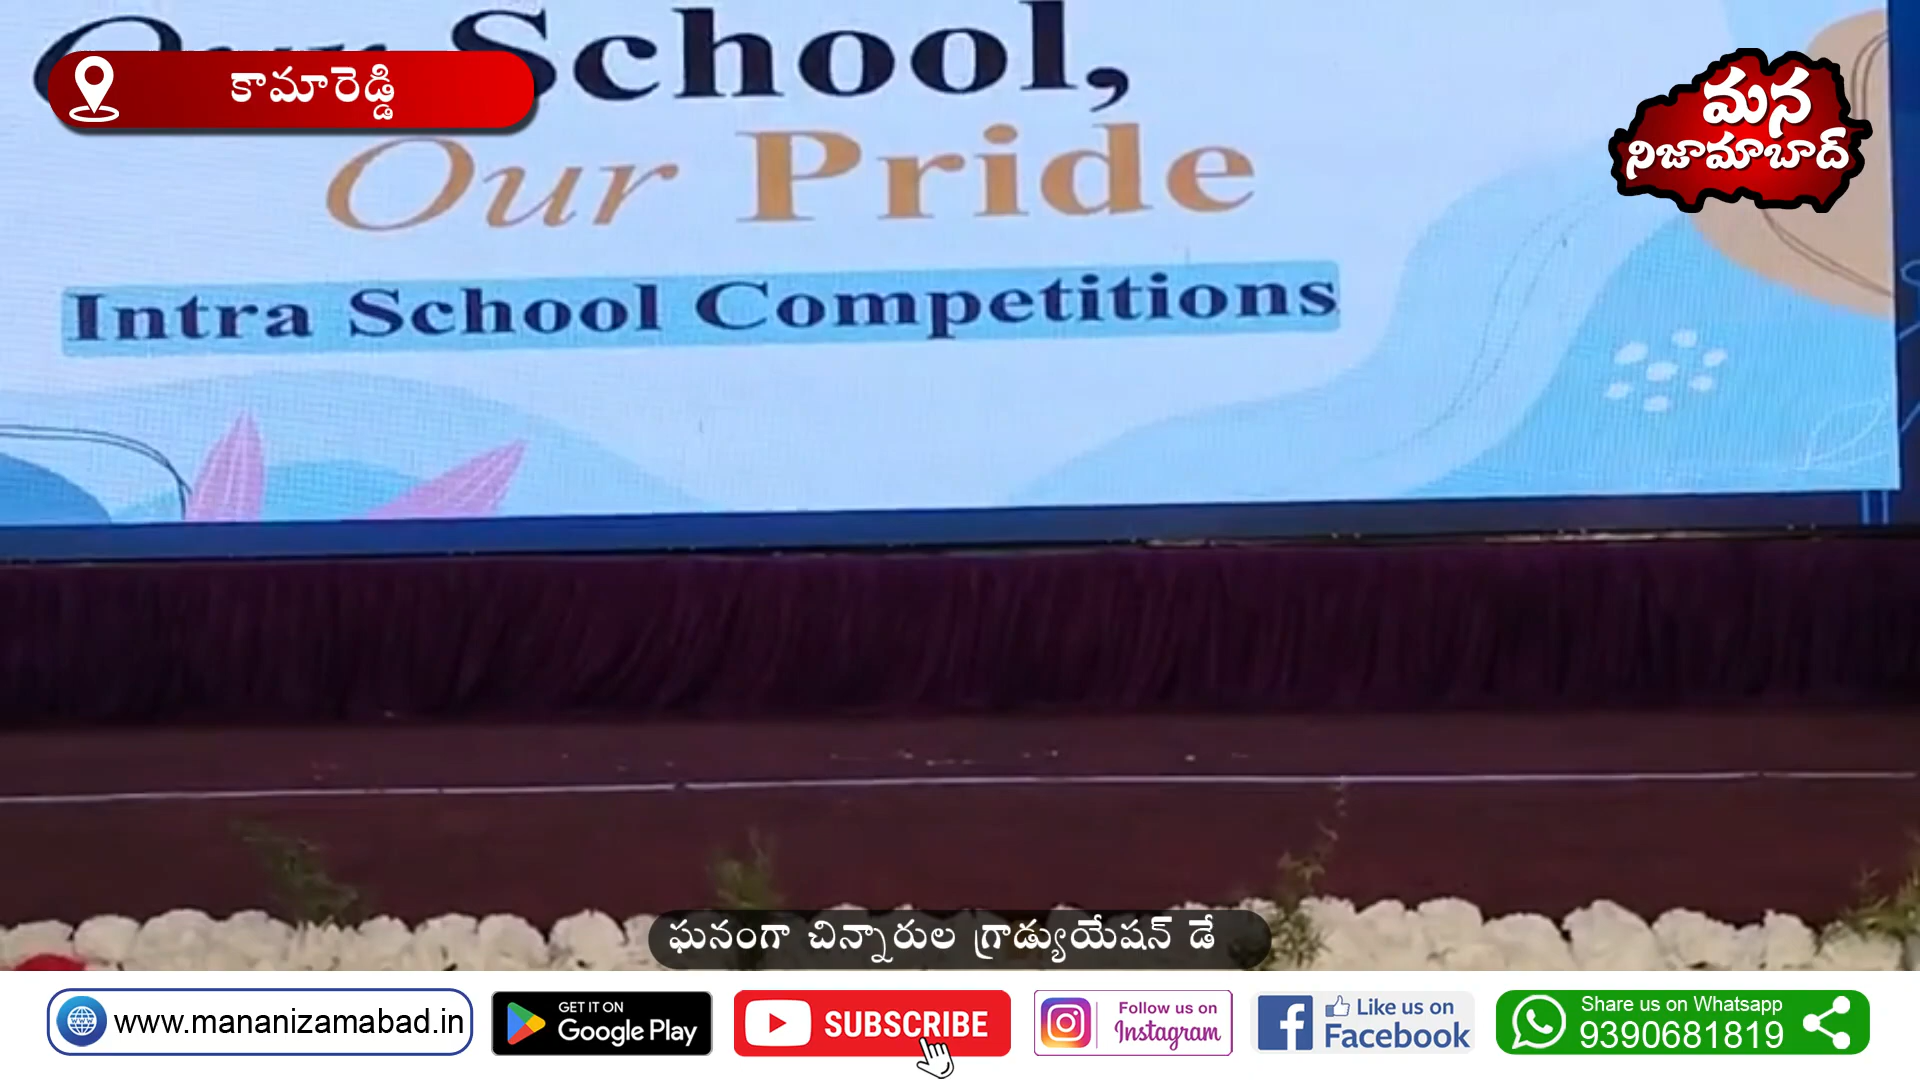 Our School,
కామారెడ్డి
మన
నిజామాబాద్
Our Pride
Intra School Competitions
ఘనంగా చిన్నారుల గ్రాడ్యుయేషన్ డే
www.mananizamabad.in
GET IT ON
Google Play
SUBSCRIBE
Follow us on
Instagram
Like us on
Facebook
Share us on Whatsapp
9390681819